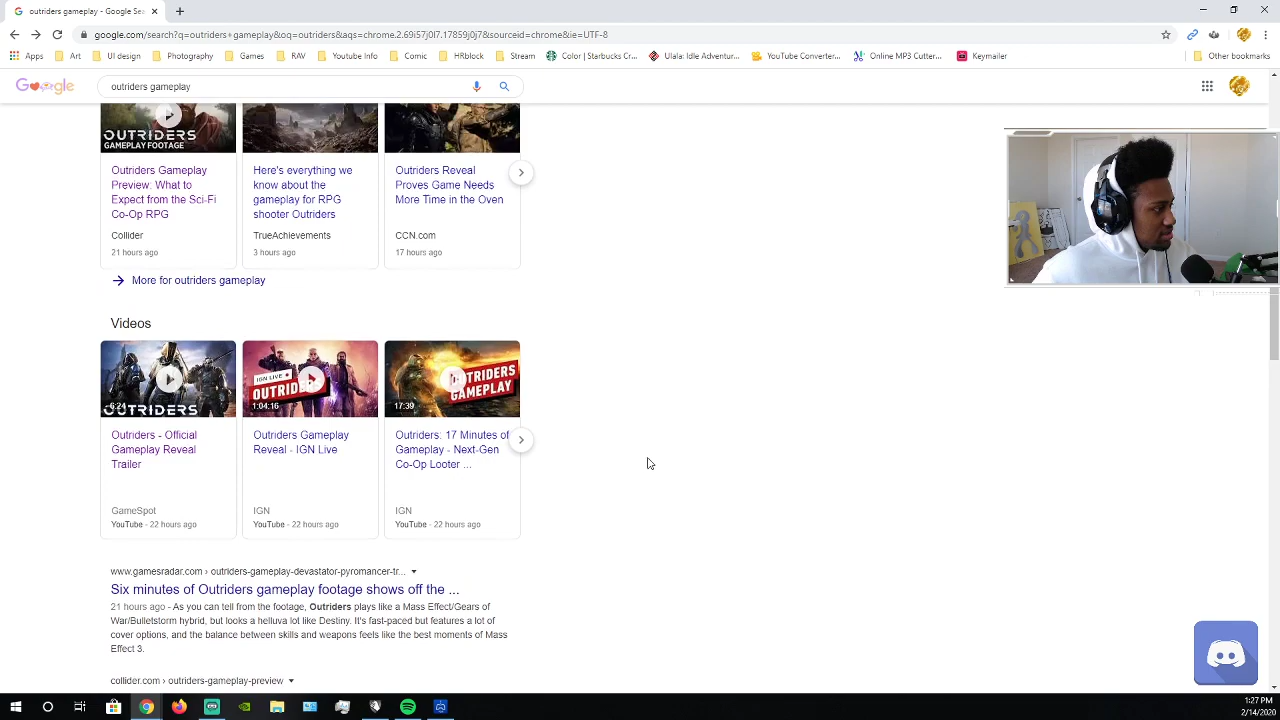 outriders gameplay - Google Sea
google.com/search?q=outriders+gameplay&oq=outriders&aqs=chrome.2.69i57j0l7.17859j0j7&sourceid=chrome&ie=UTF-8
Apps Art UI design Photography Games RAV Youtube Info Comic HRblock Stream Color | Starbucks Cr... Ulala: Idle Adventur... YouTube Converter... Online MP3 Cutter... Keymailer Other bookmarks
Google
outriders gameplay
OUTRIDERS
GAMEPLAY FOOTAGE
Outriders Gameplay
Preview: What to
Expect from the Sci-Fi
Co-Op RPG
Collider
21 hours ago
Here's everything we
know about the
gameplay for RPG
shooter Outriders
TrueAchievements
3 hours ago
Outriders Reveal
Proves Game Needs
More Time in the Oven
CCN.com
17 hours ago
More for outriders gameplay
Videos
6:24
OUTRIDERS
IGN LIVE
OUTRIDERS
1:04:16
OUTRIDERS
GAMEPLAY
17:39
Outriders - Official
Gameplay Reveal
Trailer
GameSpot
YouTube - 22 hours ago
Outriders Gameplay
Reveal - IGN Live
IGN
YouTube - 22 hours ago
Outriders: 17 Minutes of
Gameplay - Next-Gen
Co-Op Looter ...
IGN
YouTube - 22 hours ago
www.gamesradar.com › outriders-gameplay-devastator-pyromancer-tr...
Six minutes of Outriders gameplay footage shows off the ...
21 hours ago - As you can tell from the footage, Outriders plays like a Mass Effect/Gears of
War/Bulletstorm hybrid, but looks a helluva lot like Destiny. It's fast-paced but features a lot of
cover options, and the balance between skills and weapons feels like the best moments of Mass
Effect 3.
collider.com › outriders-gameplay-preview
1:27 PM
2/14/2020